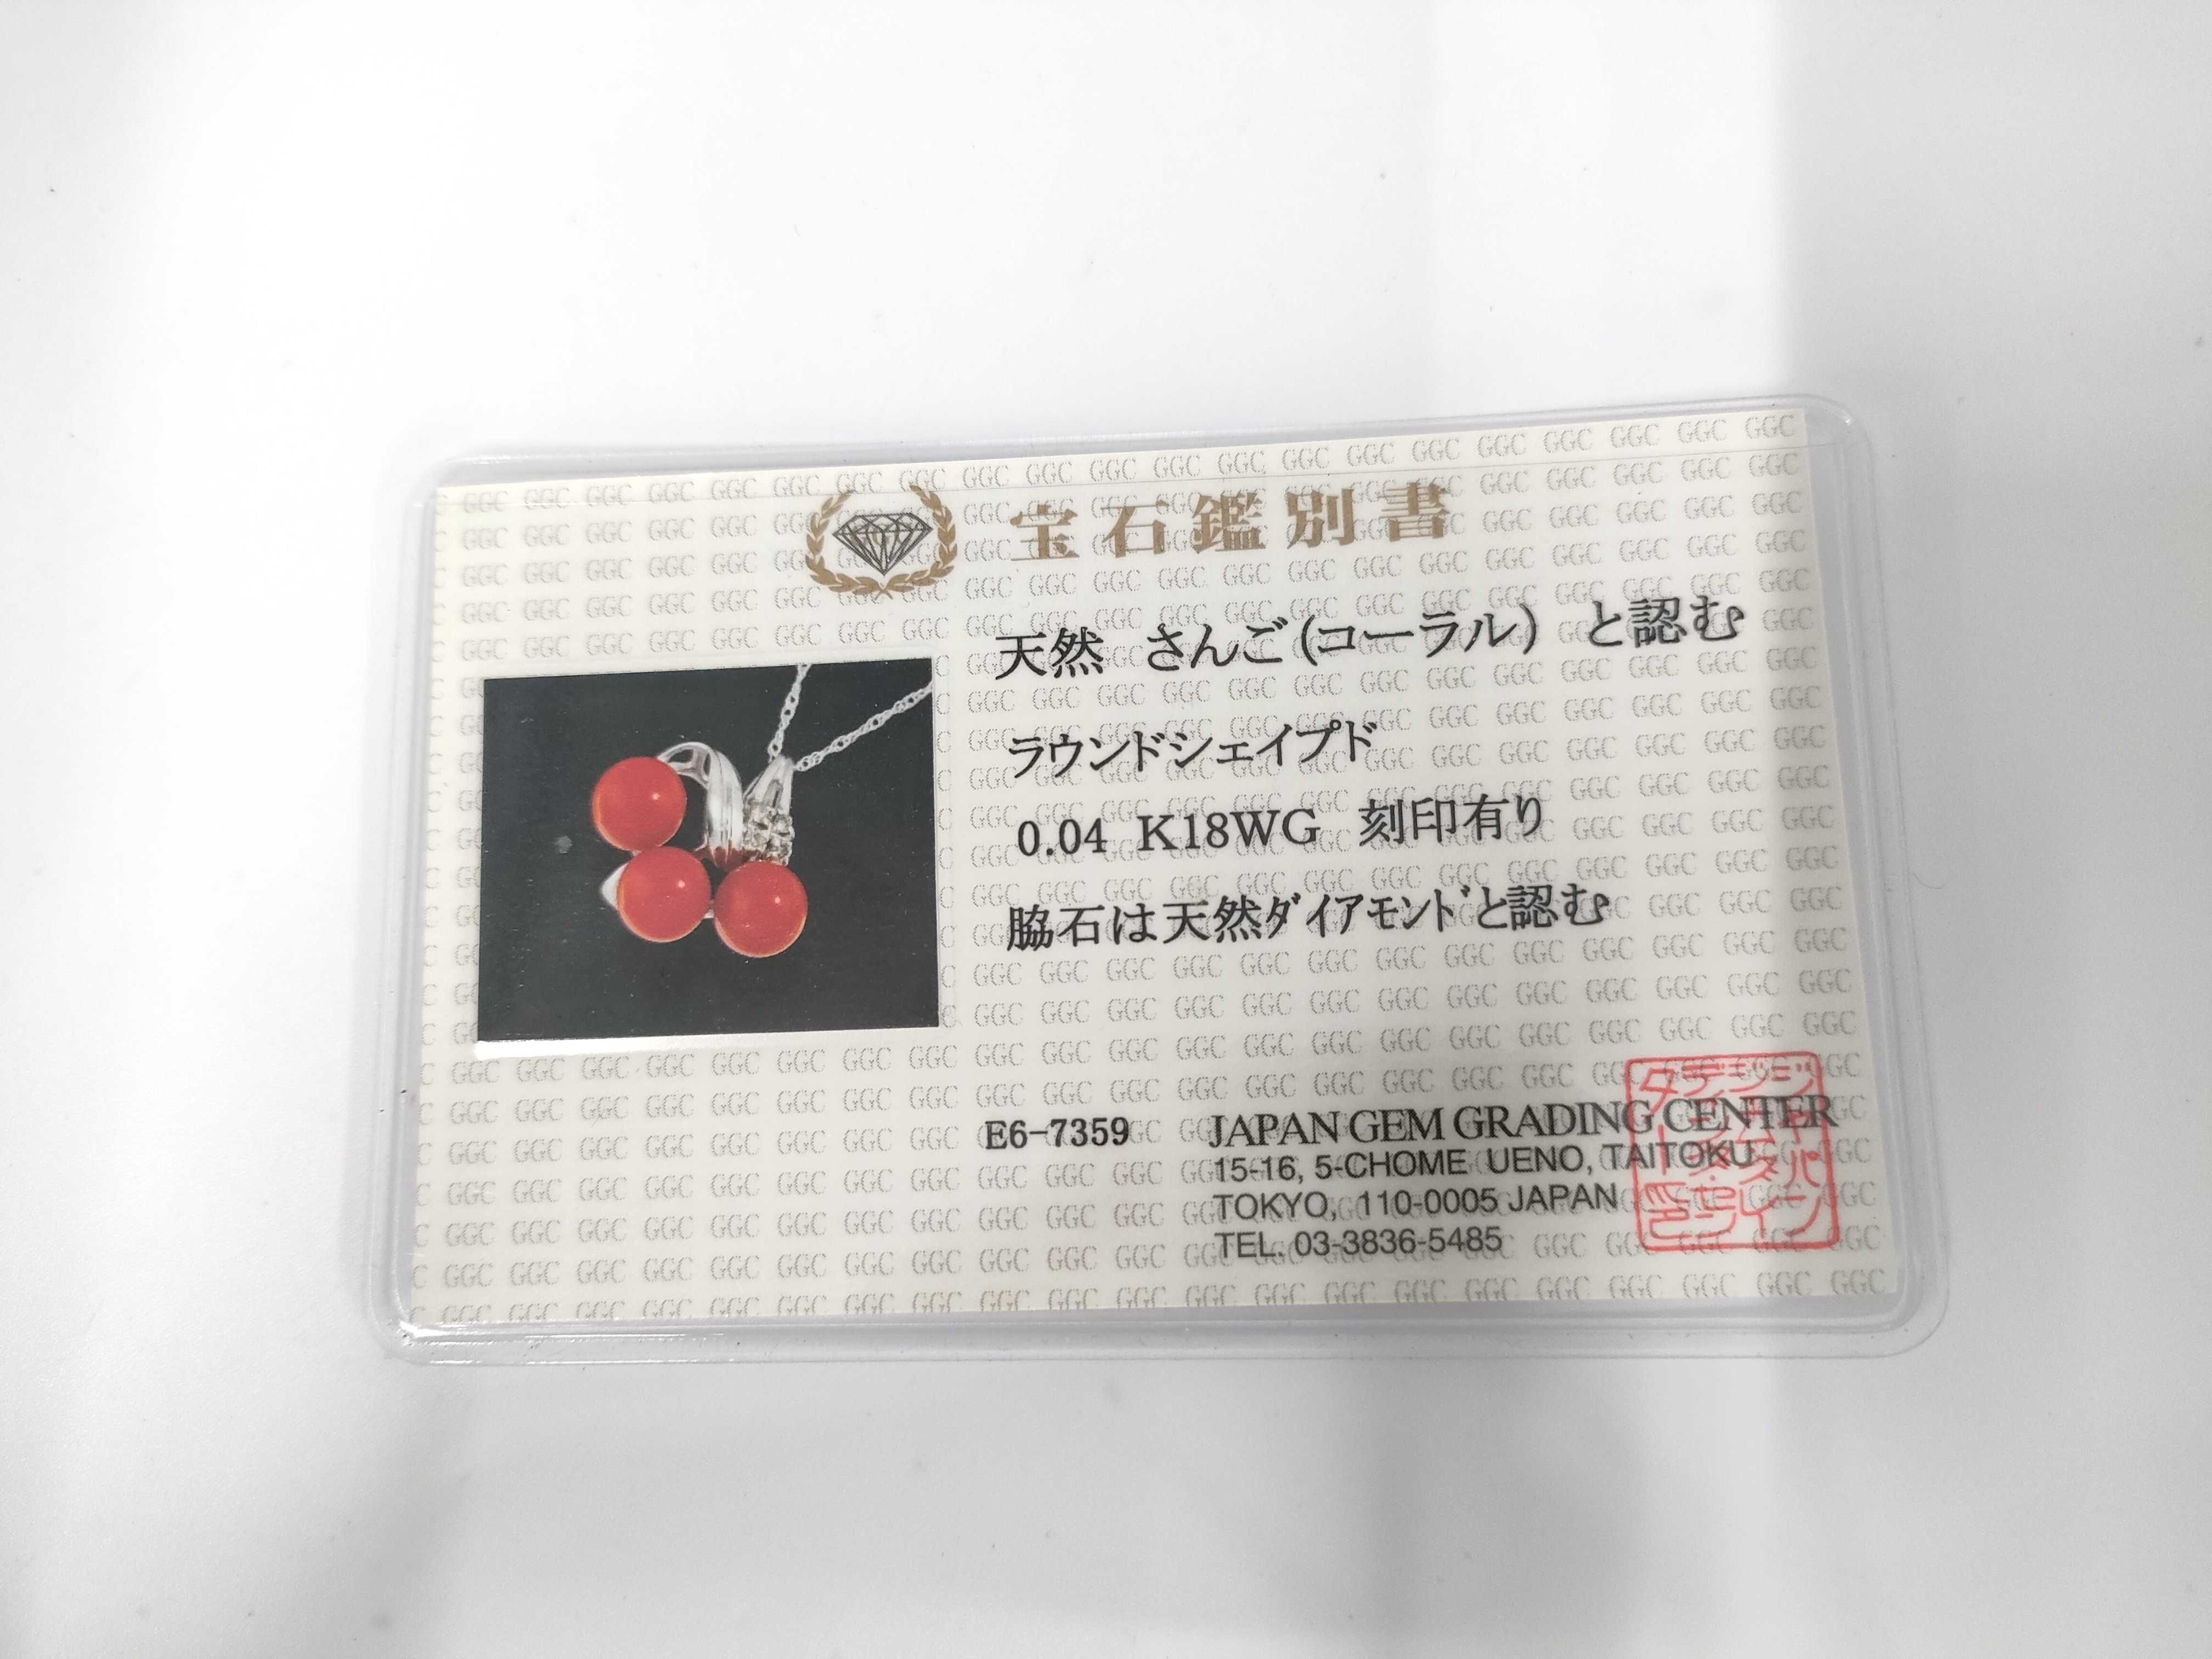 宝石鑑別書
天然 さんご(コーラル) と認む
ラウンドシェイプド
0.04 K18WG 刻印有り
脇石は天然ﾀﾞｲｱﾓﾝﾄﾞと認む
E6-7359
JAPAN GEM GRADING CENTER
15-16, 5-CHOME UENO, TAITOKU
TOKYO, 110-0005 JAPAN
TEL. 03-3836-5485
GGC